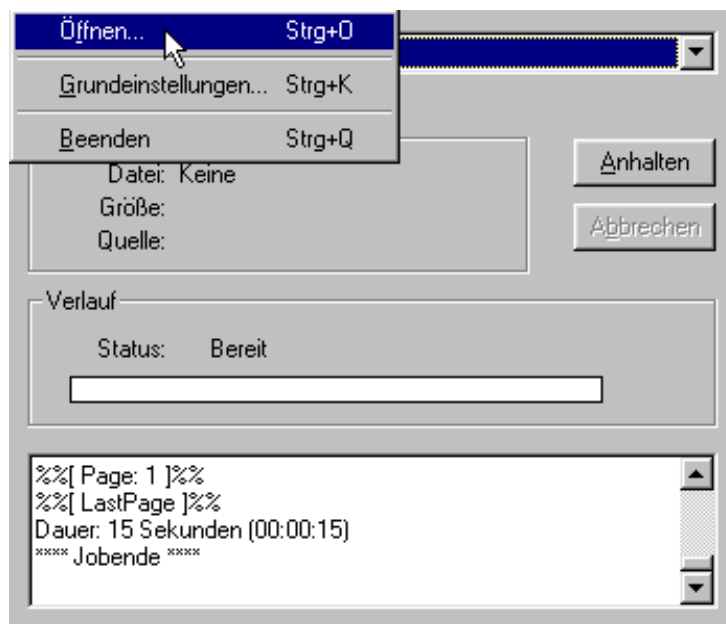 Öffnen... Strg+O
Grundeinstellungen... Strg+K
Beenden Strg+Q
Datei: Keine
Größe:
Quelle:
Anhalten
Abbrechen
Verlauf
Status: Bereit
%%[ Page: 1 ]%%
%%[ LastPage ]%%
Dauer: 15 Sekunden (00:00:15)
**** Jobende ****